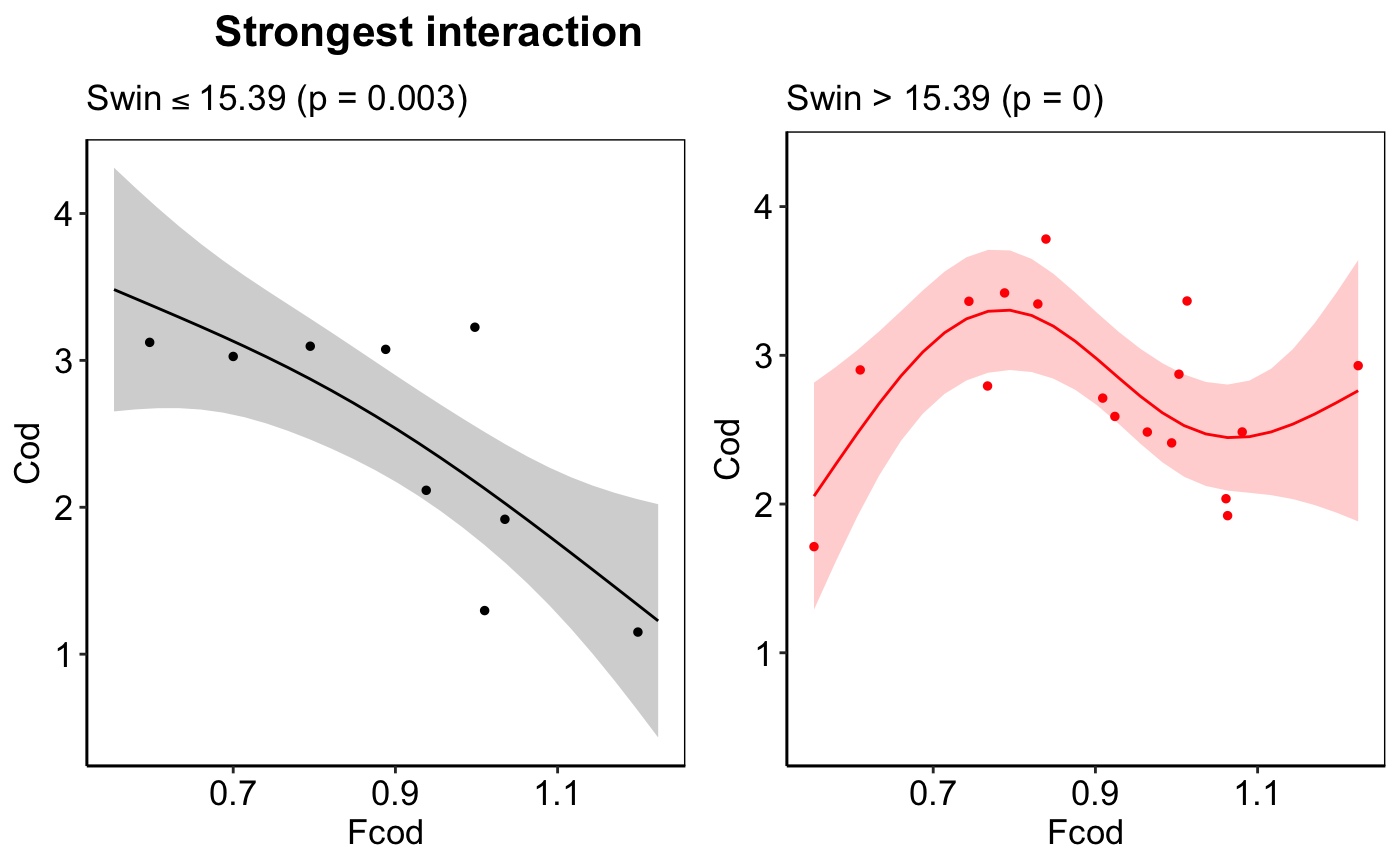 Strongest interaction
Swin ≤ 15.39 (p = 0.003)
Cod
4
3
2
1
0.7 0.9 1.1
Fcod
Swin > 15.39 (p = 0)
Cod
4
3
2
1
0.7 0.9 1.1
Fcod